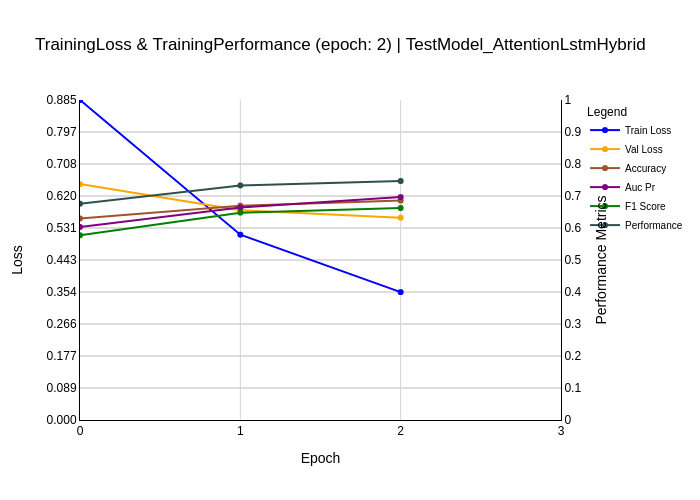 TrainingLoss & TrainingPerformance (epoch: 2) | TestModel_AttentionLstmHybrid
0.885
0.797
0.708
0.620
0.531
0.443
0.354
0.266
0.177
0.089
0.000
Loss
0
1
2
3
Epoch
1
0.9
0.8
0.7
0.6
0.5
0.4
0.3
0.2
0.1
0
Performance Metrics
Legend
Train Loss
Val Loss
Accuracy
Auc Pr
F1 Score
Performance